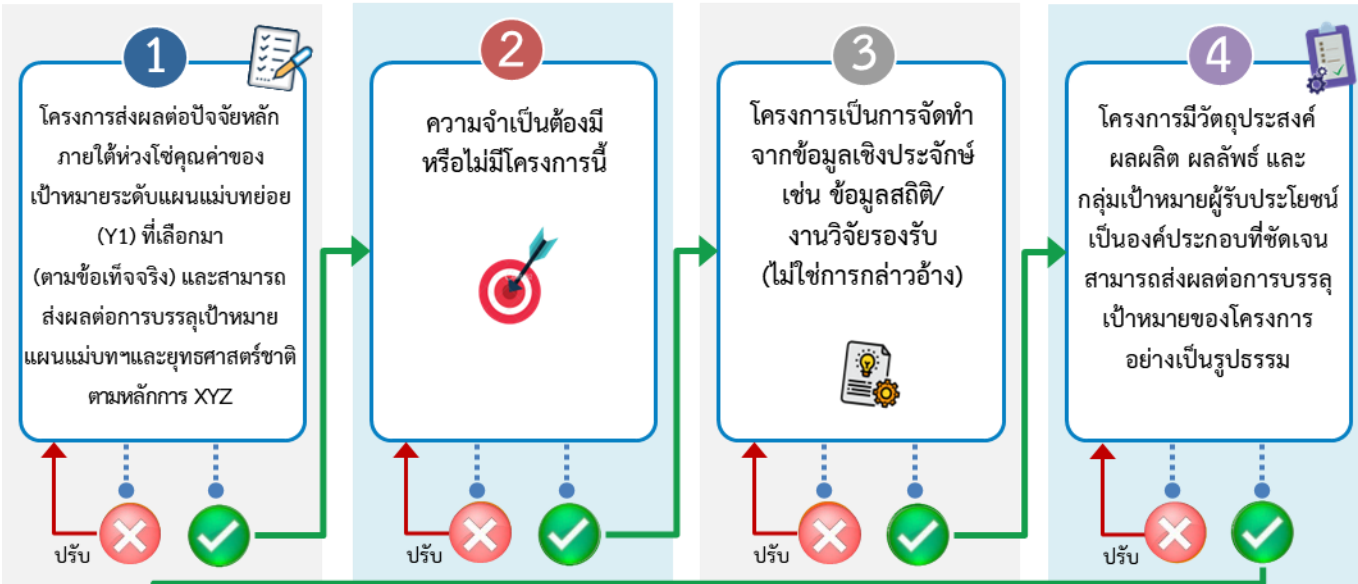 1
โครงการส่งผลต่อปัจจัยหลัก
ภายใต้ห่วงโซ่คุณค่าของ
เป้าหมายระดับแผนแม่บทย่อย
(Y1) ที่เลือกมา
(ตามข้อเท็จจริง) และสามารถ
ส่งผลต่อการบรรลุเป้าหมาย
แผนแม่บทฯและยุทธศาสตร์ชาติ
ตามหลักการ XYZ
ปรับ
2
ความจำเป็นต้องมี
หรือไม่มีโครงการนี้
ปรับ
3
โครงการเป็นการจัดทำ
จากข้อมูลเชิงประจักษ์
เช่น ข้อมูลสถิติ/
งานวิจัยรองรับ
(ไม่ใช่การกล่าวอ้าง)
ปรับ
4
โครงการมีวัตถุประสงค์
ผลผลิต ผลลัพธ์ และ
กลุ่มเป้าหมายผู้รับประโยชน์
เป็นองค์ประกอบที่ชัดเจน
สามารถส่งผลต่อการบรรลุ
เป้าหมายของโครงการ
อย่างเป็นรูปธรรม
ปรับ